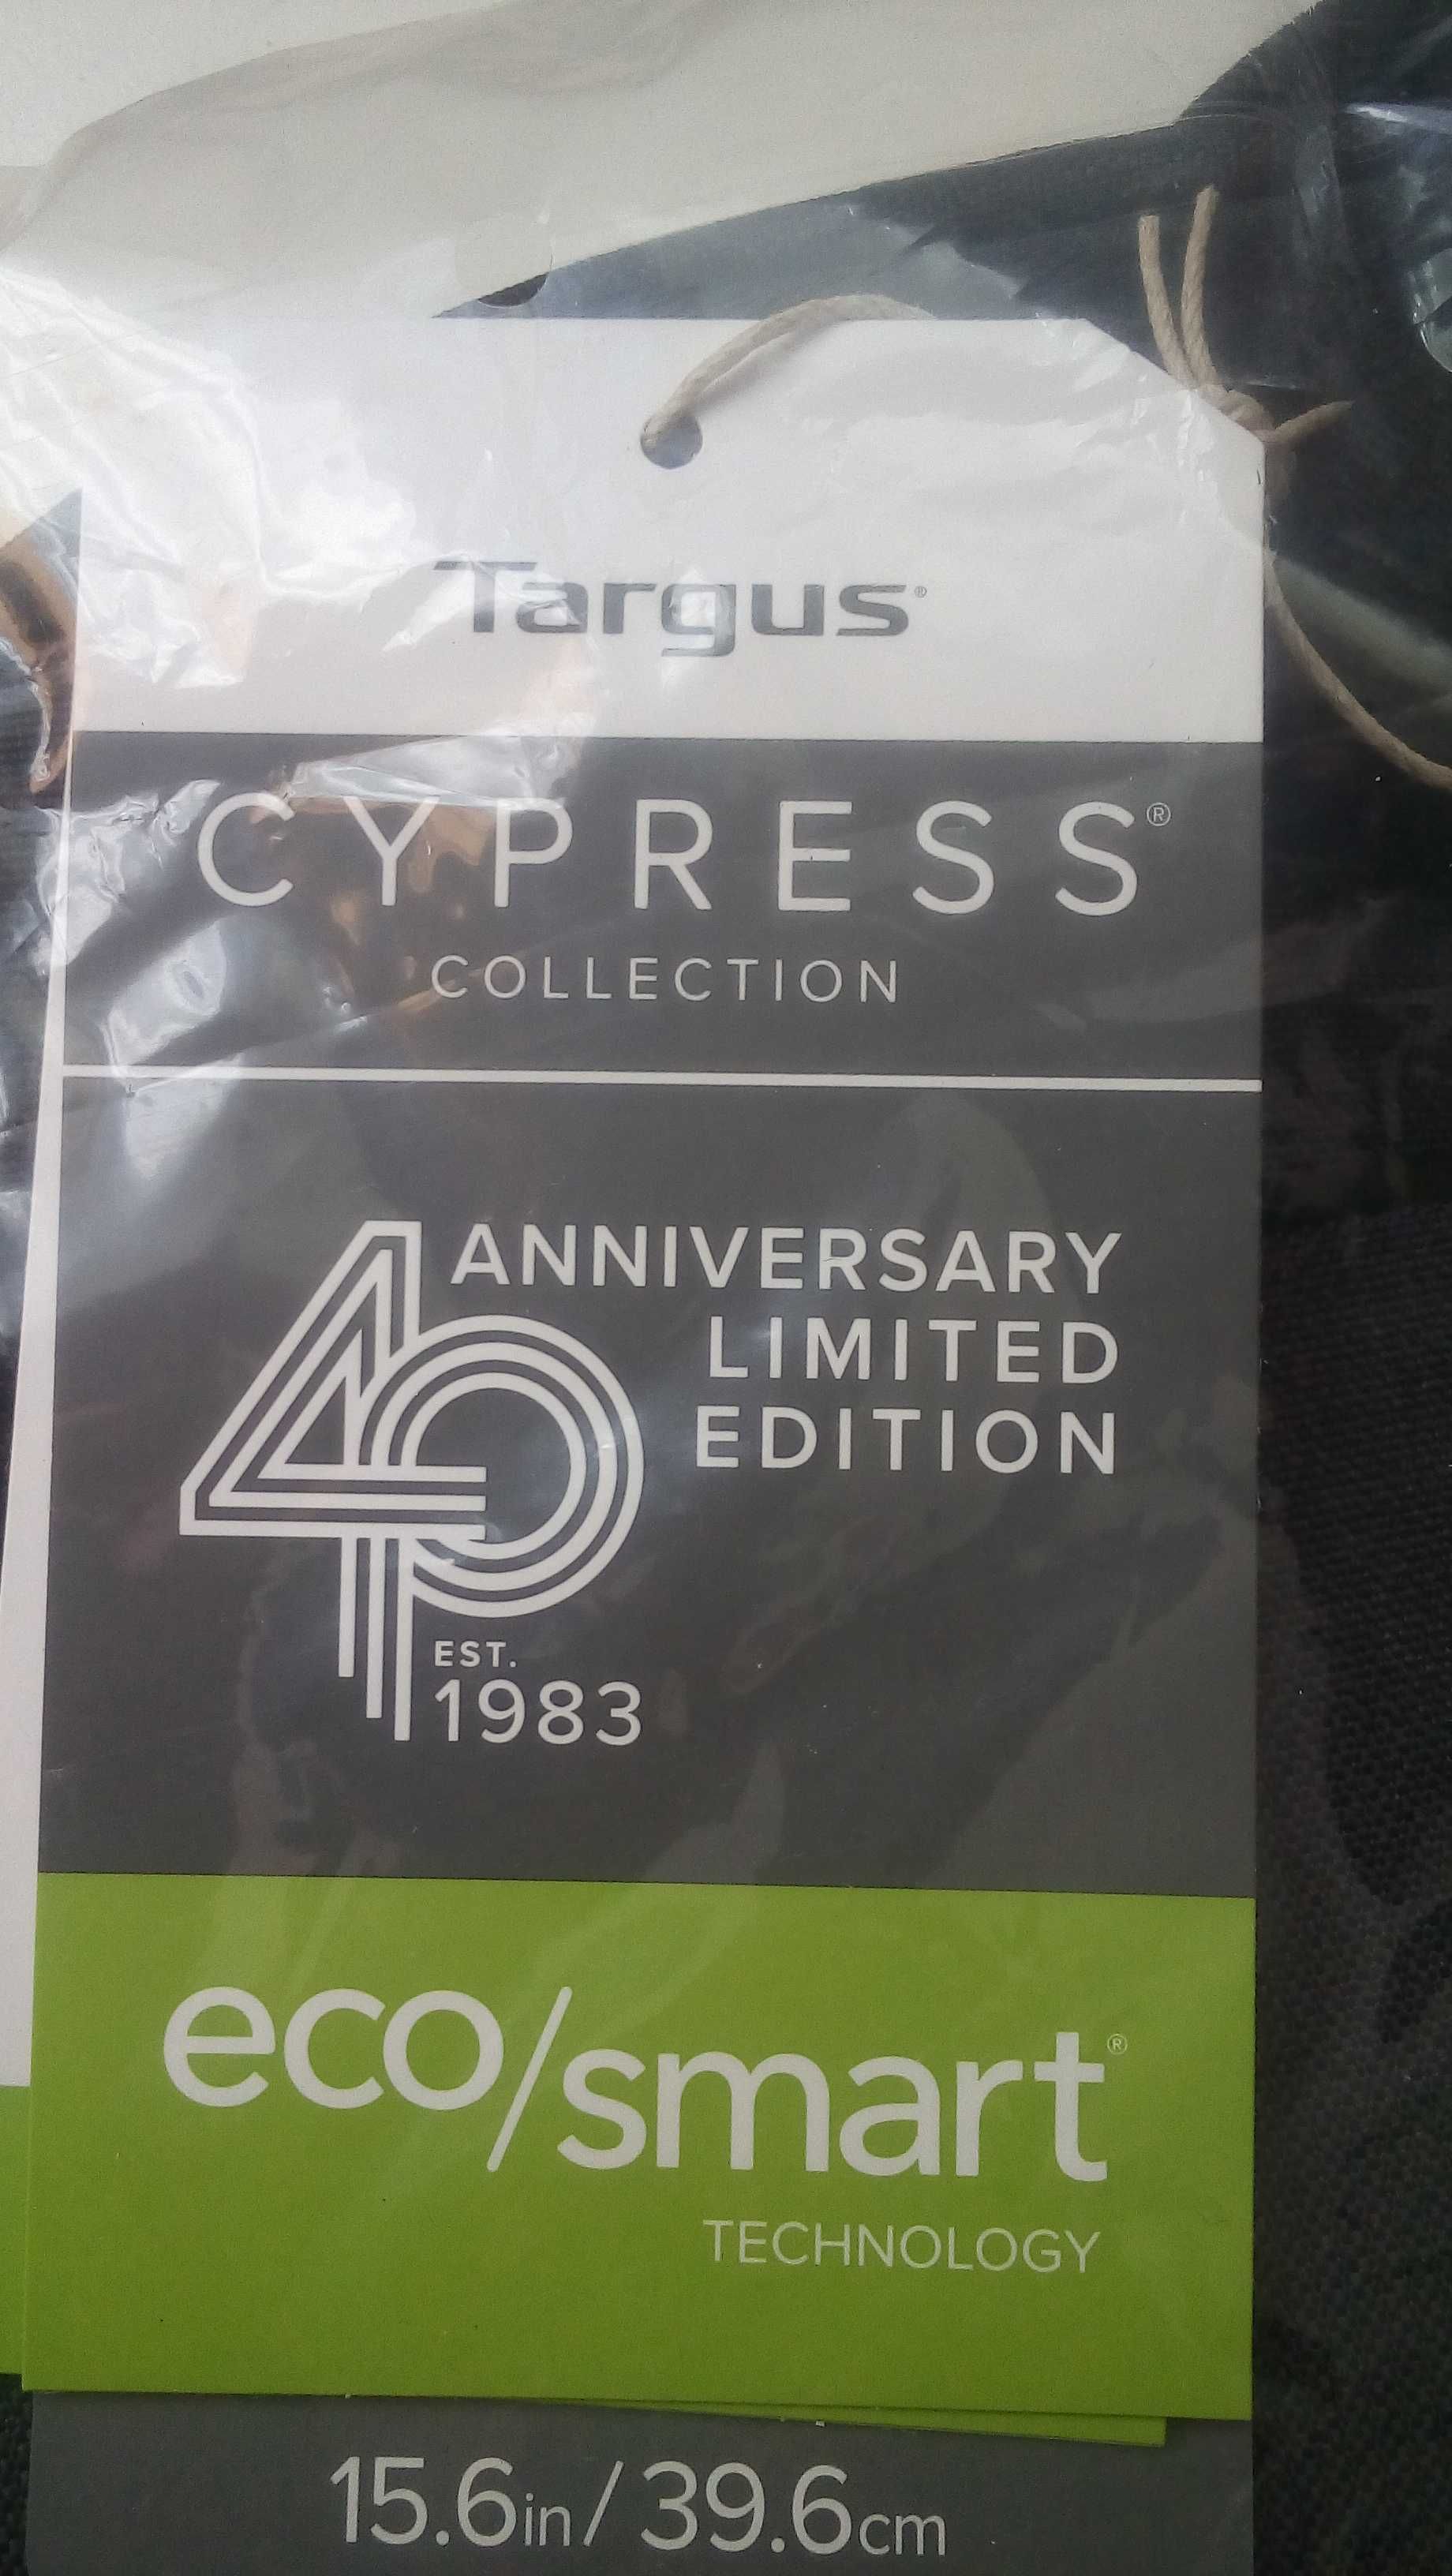 Targus®
CYPRESS®
COLLECTION
40 ANNIVERSARY
LIMITED
EDITION
EST.
1983
eco/smart®
TECHNOLOGY
15.6in/39.6cm